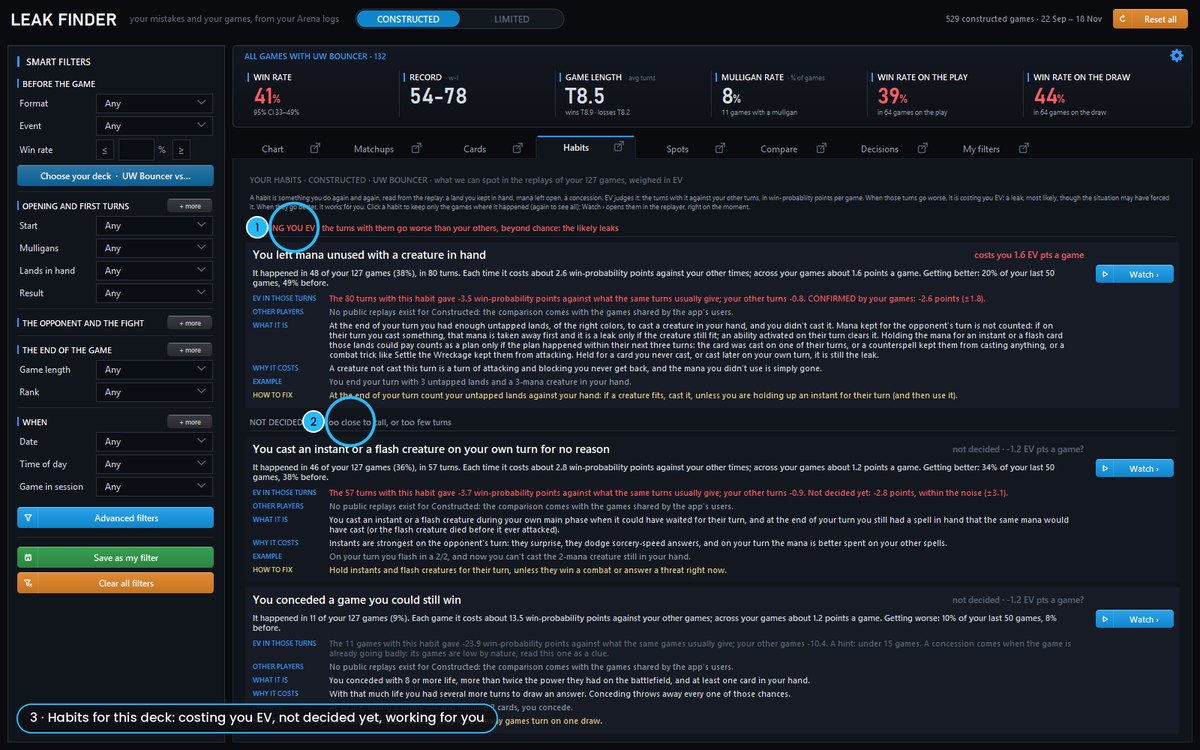 LEAK FINDER
your mistakes and your games, from your Arena logs
CONSTRUCTED
LIMITED
529 constructed games · 22 Sep – 18 Nov
Reset all
SMART FILTERS
BEFORE THE GAME
Format
Any
Event
Any
Win rate
≤
%
≥
Choose your deck · UW Bouncer vs...
OPENING AND FIRST TURNS
+ more
Start
Any
Mulligans
Any
Lands in hand
Any
Result
Any
THE OPPONENT AND THE FIGHT
+ more
THE END OF THE GAME
+ more
Game length
Any
Rank
Any
WHEN
+ more
Date
Any
Time of day
Any
Game in session
Any
Advanced filters
Save as my filter
Clear all filters
ALL GAMES WITH UW BOUNCER · 132
WIN RATE
41%
95% CI 33–49%
RECORD · w-l
54-78
GAME LENGTH · avg turns
T8.5
wins T8.9 · losses T8.2
MULLIGAN RATE · % of games
8%
11 games with a mulligan
WIN RATE ON THE PLAY
39%
in 64 games on the play
WIN RATE ON THE DRAW
44%
in 64 games on the draw
Chart
Matchups
Cards
Habits
Spots
Compare
Decisions
My filters
YOUR HABITS · CONSTRUCTED · UW BOUNCER · what we can spot in the replays of your 127 games, weighed in EV
A habit is something you do again and again, read from the replay: a land you kept in hand, mana left open, a concession. EV judges it: the turns with it against your other turns, in win-probability points per game. When those turns go worse, it is costing you EV: a leak, most likely, though the situation may have forced
it. When they go better, it works for you. Click a habit to keep only the games where it happened (again to see all); Watch › opens them in the replayer, right on the moment.
1
NG YOU EV
the turns with them go worse than your others, beyond chance: the likely leaks
You left mana unused with a creature in hand
costs you 1.6 EV pts a game
It happened in 48 of your 127 games (38%), in 80 turns. Each time it costs about 2.6 win-probability points against your other times; across your games about 1.6 points a game. Getting better: 20% of your last 50
games, 49% before.
Watch ›
EV IN THOSE TURNS
The 80 turns with this habit gave -3.5 win-probability points against what the same turns usually give; your other turns -0.8. CONFIRMED by your games: -2.6 points (±1.8).
OTHER PLAYERS
No public replays exist for Constructed: the comparison comes with the games shared by the app's users.
WHAT IT IS
At the end of your turn you had enough untapped lands, of the right colors, to cast a creature in your hand, and you didn't cast it. Mana kept for the opponent's turn is not counted: if on
their turn you cast something, that mana is taken away first and it is a leak only if the creature still fit; an ability activated on their turn clears it. Holding the mana for an instant or a flash card
those lands could pay counts as a plan only if the plan happened within their next three turns: the card was cast on one of their turns, or a counterspell kept them from casting anything, or a
combat trick like Settle the Wreckage kept them from attacking. Held for a card you never cast, or cast later on your own turn, it is still the leak.
WHY IT COSTS
A creature not cast this turn is a turn of attacking and blocking you never get back, and the mana you didn't use is simply gone.
EXAMPLE
You end your turn with 3 untapped lands and a 3-mana creature in your hand.
HOW TO FIX
At the end of your turn count your untapped lands against your hand: if a creature fits, cast it, unless you are holding up an instant for their turn (and then use it).
NOT DECIDED
2
oo close to call, or too few turns
You cast an instant or a flash creature on your own turn for no reason
not decided · -1.2 EV pts a game?
It happened in 46 of your 127 games (36%), in 57 turns. Each time it costs about 2.8 win-probability points against your other times; across your games about 1.2 points a game. Getting better: 34% of your last 50
games, 38% before.
Watch ›
EV IN THOSE TURNS
The 57 turns with this habit gave -3.7 win-probability points against what the same turns usually give; your other turns -0.9. Not decided yet: -2.8 points, within the noise (±3.1).
OTHER PLAYERS
No public replays exist for Constructed: the comparison comes with the games shared by the app's users.
WHAT IT IS
You cast an instant or a flash creature during your own main phase when it could have waited for their turn, and at the end of your turn you still had a spell in hand that the same mana would
have cast (or the flash creature died before it ever attacked).
WHY IT COSTS
Instants are strongest on the opponent's turn: they surprise, they dodge sorcery-speed answers, and on your turn the mana is better spent on your other spells.
EXAMPLE
On your turn you flash in a 2/2, and now you can't cast the 2-mana creature still in your hand.
HOW TO FIX
Hold instants and flash creatures for their turn, unless they win a combat or answer a threat right now.
You conceded a game you could still win
not decided · -1.2 EV pts a game?
It happened in 11 of your 127 games (9%). Each game it costs about 13.5 win-probability points against your other games; across your games about 1.2 points a game. Getting worse: 10% of your last 50 games, 8%
before.
Watch ›
EV IN THOSE TURNS
The 11 games with this habit gave -23.9 win-probability points against what the same games usually give; your other games -10.4. A hint: under 15 games. A concession comes when the game is
already going badly: its games are low by nature, read this one as a clue.
OTHER PLAYERS
No public replays exist for Constructed: the comparison comes with the games shared by the app's users.
WHAT IT IS
You conceded with 8 or more life, more than twice the power they had on the battlefield, and at least one card in your hand.
WHY IT COSTS
With that much life you had several more turns to draw an answer. Conceding throws away every one of those chances.
cards, you concede.
games turn on one draw.
3 · Habits for this deck: costing you EV, not decided yet, working for you